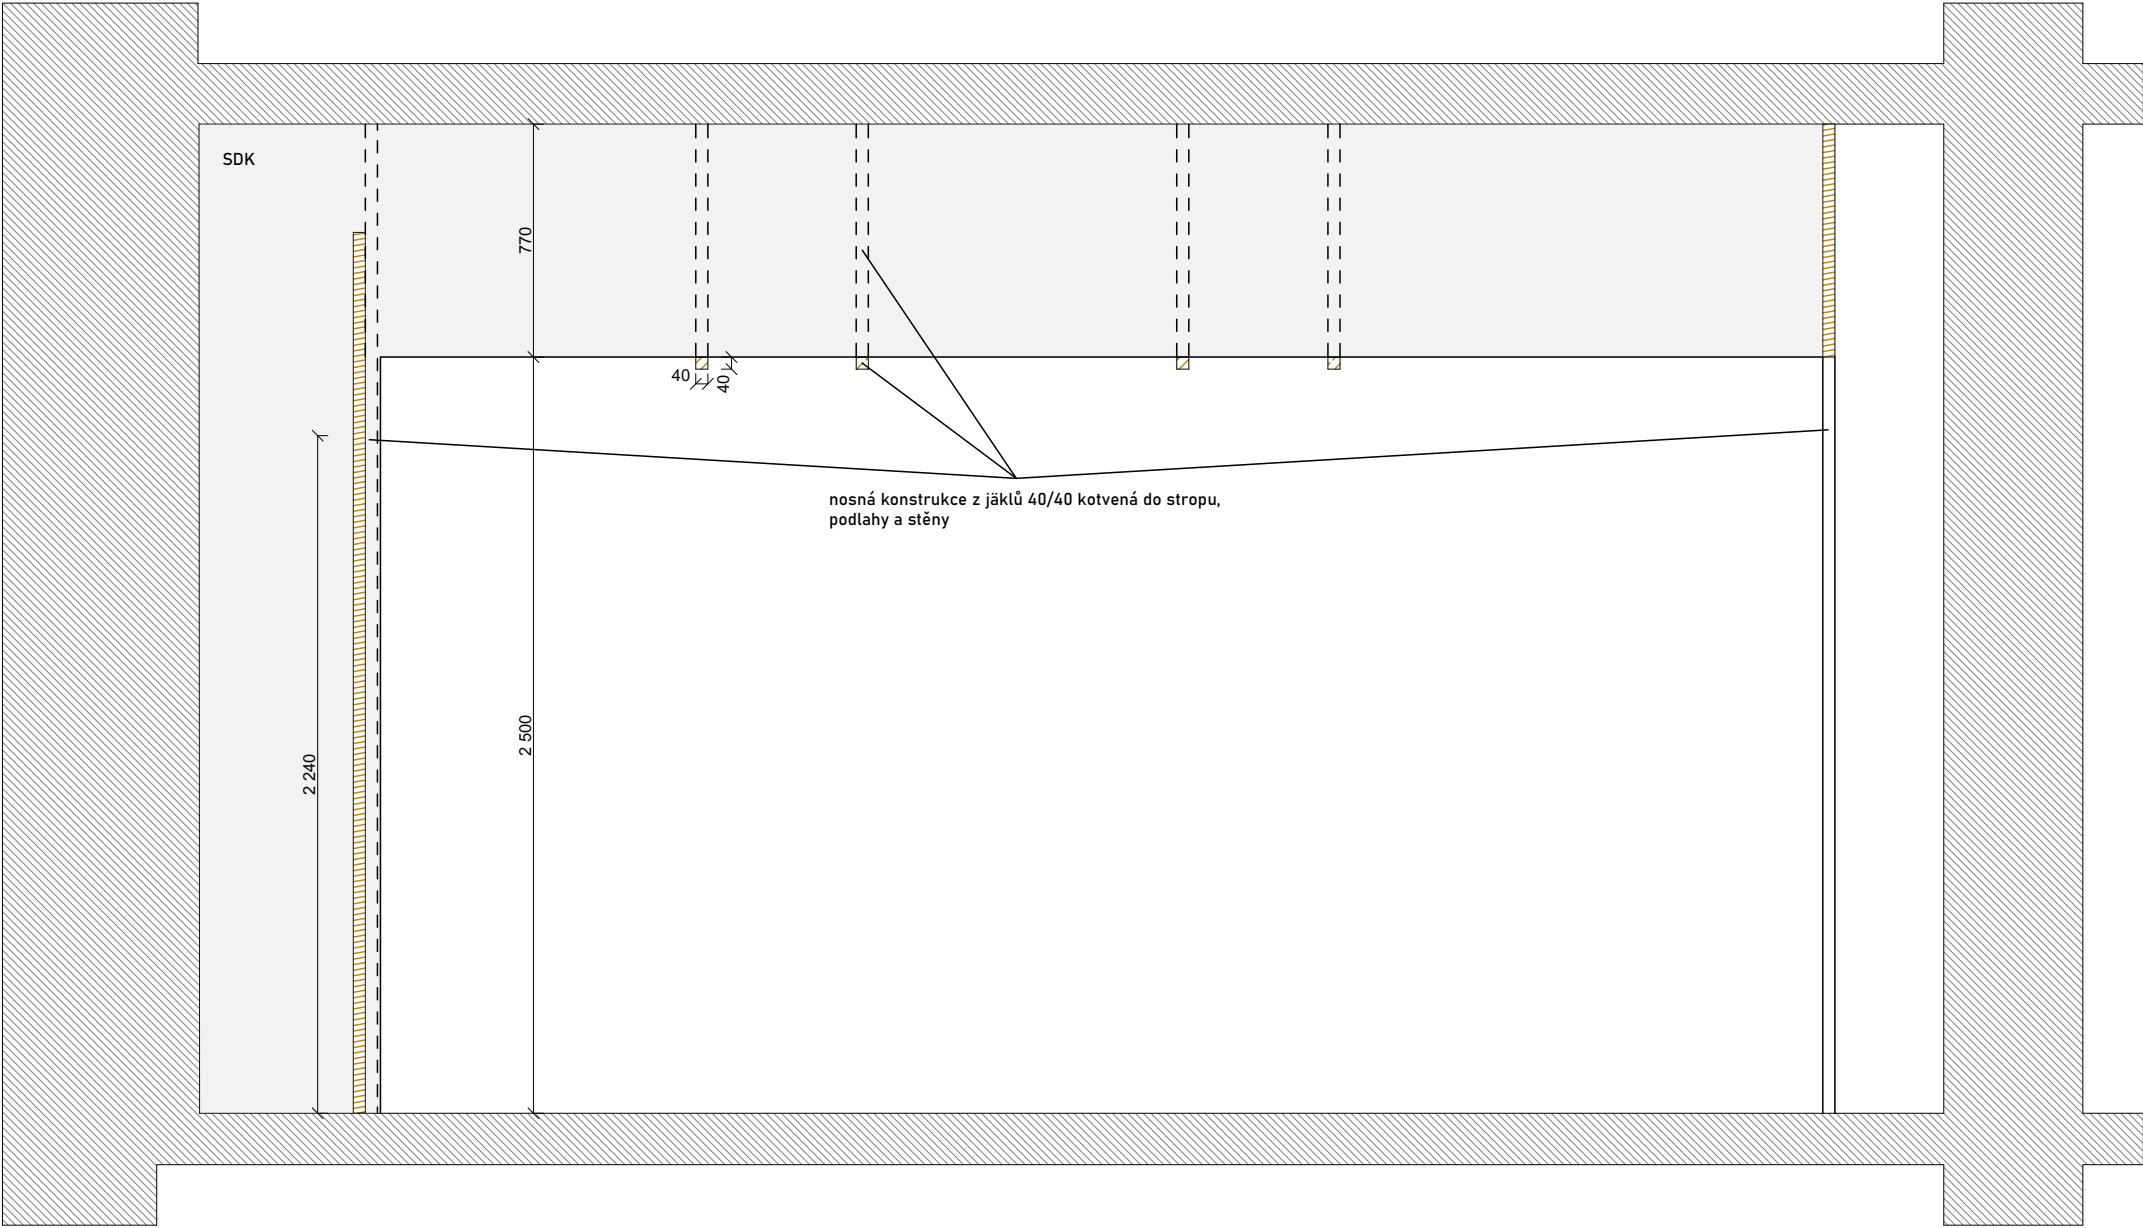 SDK
770
40
40
2 240
2 500
nosná konstrukce z jäklů 40/40 kotvená do stropu,
podlahy a stěny